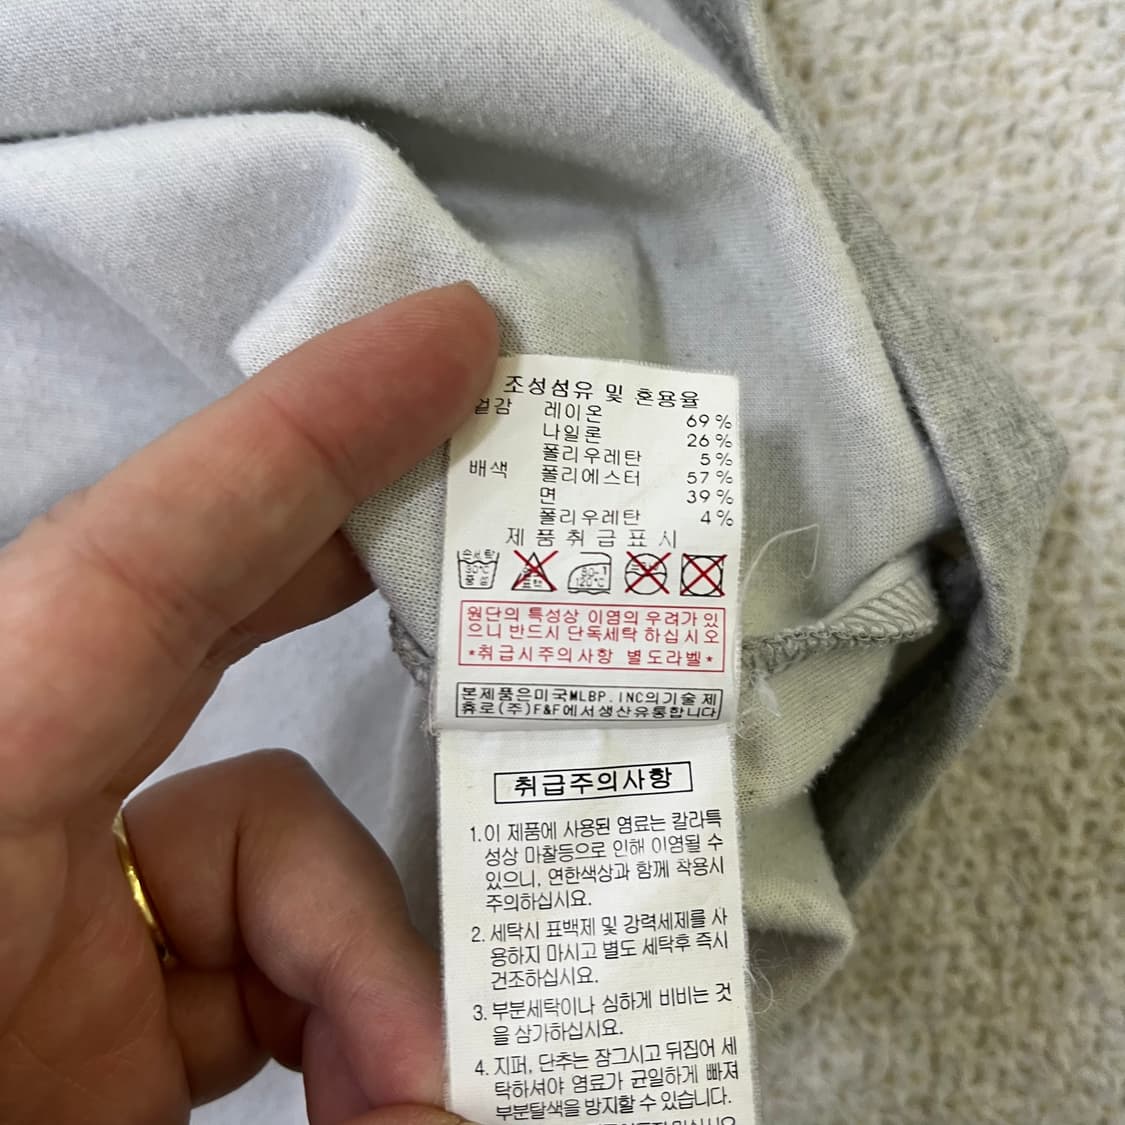 조성섬유 및 혼용율
겉감 레이온 69%
나일론 26%
폴리우레탄 5%
배색 폴리에스터 57%
면 39%
폴리우레탄 4%
제품취급표시
손세탁
30℃
중성
80-1
120℃
원단의 특성상 이염의 우려가 있
으니 반드시 단독세탁 하십시오
*취급시주의사항 별도라벨*
본제품은미국MLBP.INC의기술 제
휴로(주)F&F에서생산유통합니다
취급주의사항
1.이 제품에 사용된 염료는 칼라특
성상 마찰등으로 인해 이염될 수
있으니, 연한색상과 함께 착용시
주의하십시요.
2. 세탁시 표백제 및 강력세제를 사
용하지 마시고 별도 세탁후 즉시
건조하십시요.
3. 부분세탁이나 심하게 비비는 것
을 삼가하십시요.
4. 지퍼, 단추는 잠그시고 뒤집어 세
탁하셔야 염료가 균일하게 빠져
부분탈색을 방지할 수 있습니다.